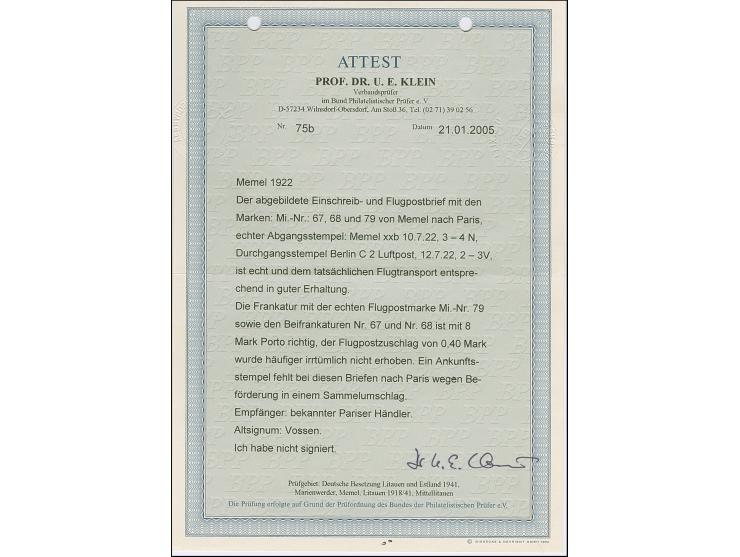 ATTEST
PROF. DR. U. E. KLEIN
Verbandsprüfer
im Bund Philatelistischer Prüfer e. V.
D-57234 Wilnsdorf-Obersdorf, Am Stoß 36, Tel. (02 71) 39 02 56
Nr. 75b Datum 21.01.2005
Memel 1922
Der abgebildete Einschreib- und Flugpostbrief mit den
Marken: Mi.-Nr.: 67, 68 und 79 von Memel nach Paris,
echter Abgangsstempel: Memel xxb 10.7.22, 3 – 4 N,
Durchgangsstempel Berlin C 2 Luftpost, 12.7.22, 2 – 3V,
ist echt und dem tatsächlichen Flugtransport entspre-
chend in guter Erhaltung.
Die Frankatur mit der echten Flugpostmarke Mi.-Nr. 79
sowie den Beifrankaturen Nr. 67 und Nr. 68 ist mit 8
Mark Porto richtig, der Flugpostzuschlag von 0,40 Mark
wurde häufiger irrtümlich nicht erhoben. Ein Ankunfts-
stempel fehlt bei diesen Briefen nach Paris wegen Be-
förderung in einem Sammelumschlag.
Empfänger: bekannter Pariser Händler.
Altsignum: Vossen.
Ich habe nicht signiert.
Prüfgebiet: Deutsche Besetzung Litauen und Estland 1941,
Marienwerder, Memel, Litauen 1918/41, Mittellitauen
Die Prüfung erfolgte auf Grund der Prüfordnung des Bundes der Philatelistischen Prüfer e.V.